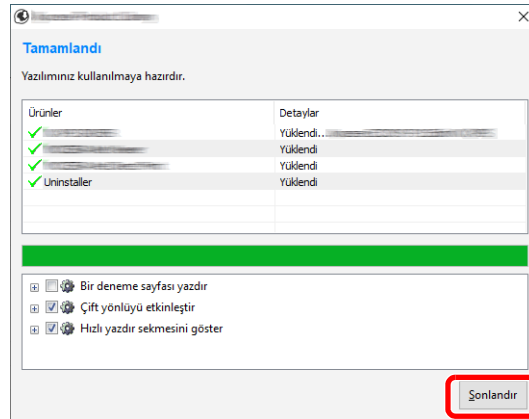 Tamamlandı
Yazılımınız kullanılmaya hazırdır.
Ürünler Detaylar
Yüklendi..
Yüklendi
Yüklendi
Uninstaller Yüklendi
Bir deneme sayfası yazdır
Çift yönlüyü etkinleştir
Hızlı yazdır sekmesini göster
Sonlandır